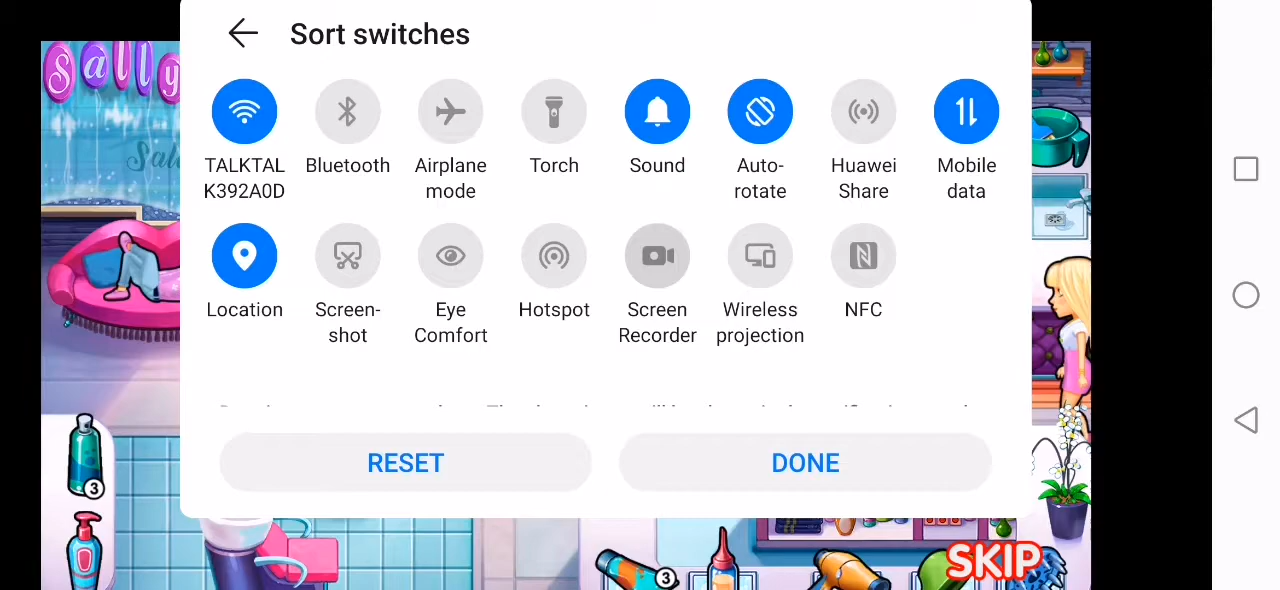 Sort switches
TALKTAL
K392A0D
Bluetooth
Airplane
mode
Torch
Sound
Auto-
rotate
Huawei
Share
Mobile
data
Location
Screen-
shot
Eye
Comfort
Hotspot
Screen
Recorder
Wireless
projection
NFC
RESET
DONE
Sally
3
3
SKIP